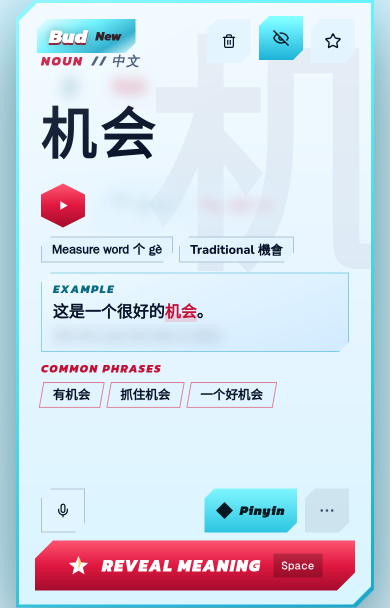 Bud New
NOUN // 中文
机会
Measure word 个 gè Traditional 機會
EXAMPLE
这是一个很好的机会。
COMMON PHRASES
有机会 抓住机会 一个好机会
Pinyin
REVEAL MEANING Space